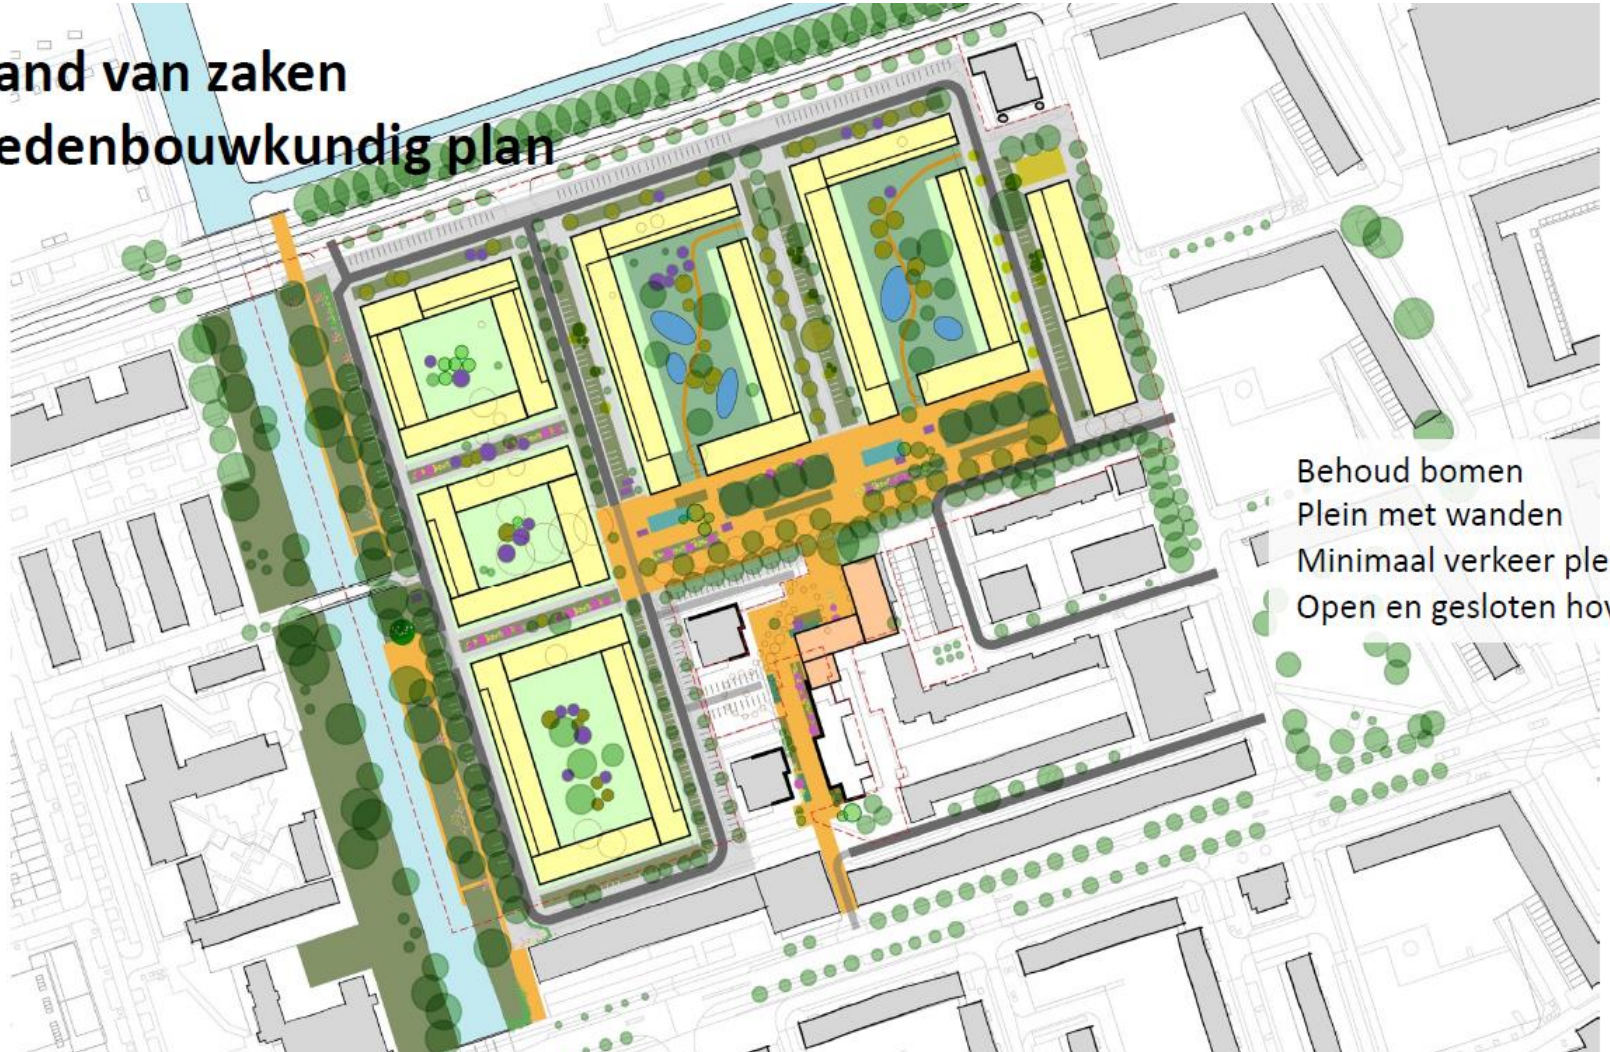 and van zaken
edenbouwkundig plan
Behoud bomen
Plein met wanden
Minimaal verkeer ple
Open en gesloten hov